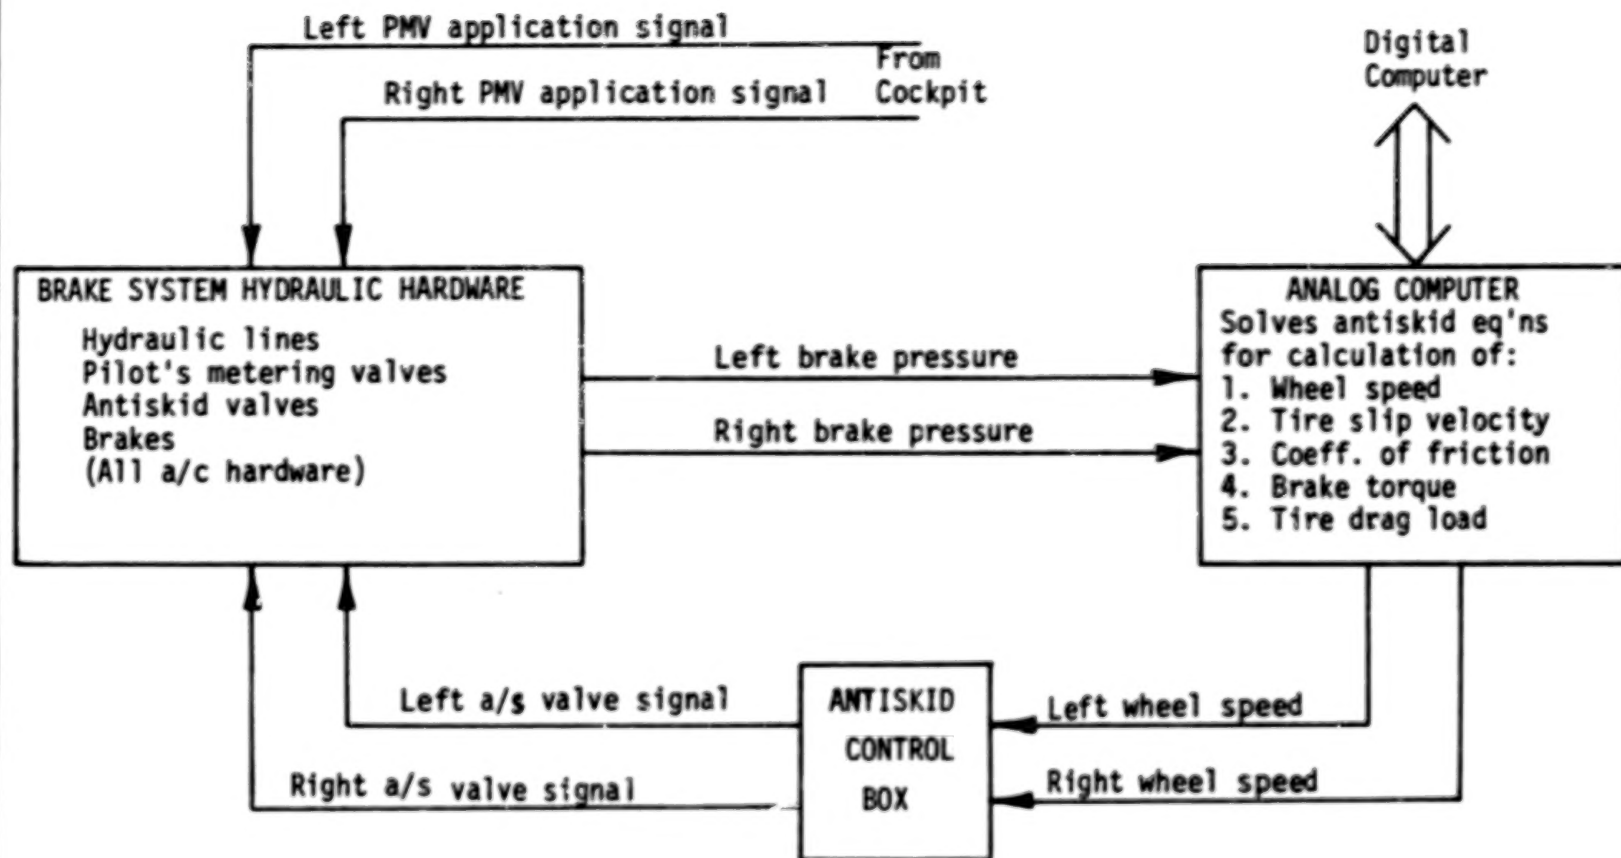 Left PMV application signal
Right PMV application signal
From
Cockpit
Digital
Computer
BRAKE SYSTEM HYDRAULIC HARDWARE
Hydraulic lines
Pilot's metering valves
Antiskid valves
Brakes
(All a/c hardware)
Left brake pressure
Right brake pressure
ANALOG COMPUTER
Solves antiskid eq'ns
for calculation of:
1. Wheel speed
2. Tire slip velocity
3. Coeff. of friction
4. Brake torque
5. Tire drag load
Left a/s valve signal
Right a/s valve signal
ANTISKID
CONTROL
BOX
Left wheel speed
Right wheel speed